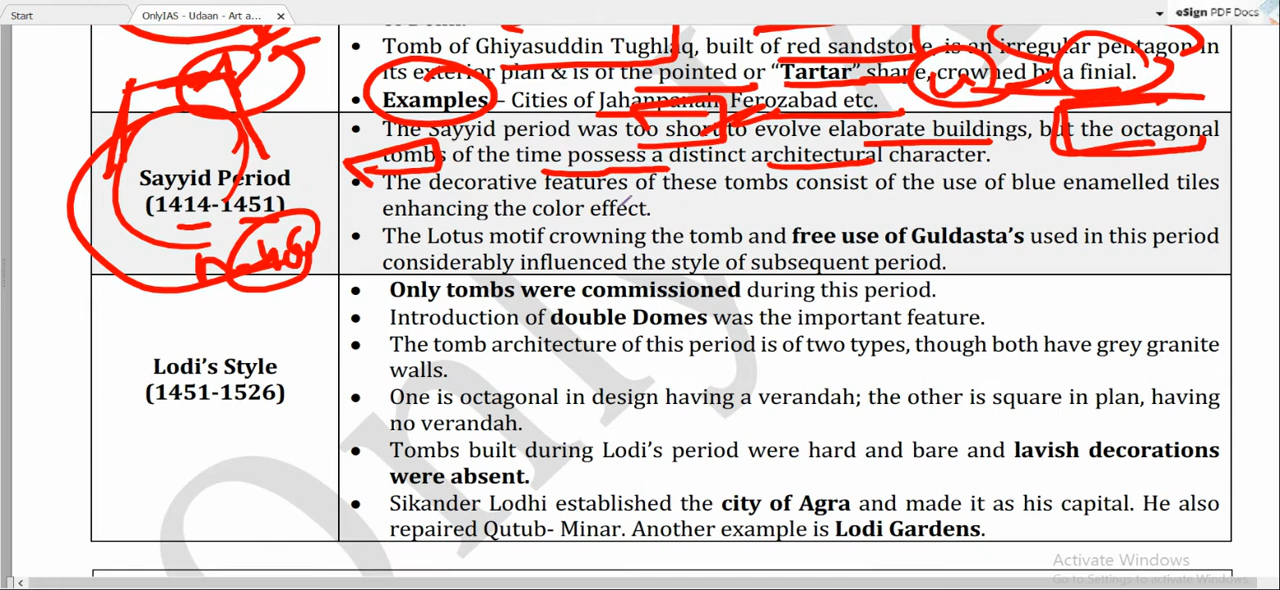 Start
OnlyIAS - Udaan - Art a...
eSign PDF Docs
• Tomb of Ghiyasuddin Tughlaq, built of red sandstone, is an irregular pentagon in
its exterior plan & is of the pointed or “Tartar” shape, crowned by a finial.
• Examples – Cities of Jahanpanah, Ferozabad etc.
Sayyid Period
(1414-1451)
• The Sayyid period was too short to evolve elaborate buildings, but the octagonal
tombs of the time possess a distinct architectural character.
• The decorative features of these tombs consist of the use of blue enamelled tiles
enhancing the color effect.
• The Lotus motif crowning the tomb and free use of Guldasta’s used in this period
considerably influenced the style of subsequent period.
Lodi’s Style
(1451-1526)
• Only tombs were commissioned during this period.
• Introduction of double Domes was the important feature.
• The tomb architecture of this period is of two types, though both have grey granite
walls.
• One is octagonal in design having a verandah; the other is square in plan, having
no verandah.
• Tombs built during Lodi’s period were hard and bare and lavish decorations
were absent.
• Sikander Lodhi established the city of Agra and made it as his capital. He also
repaired Qutub- Minar. Another example is Lodi Gardens.
Activate Windows
Go to Settings to activate Windows.